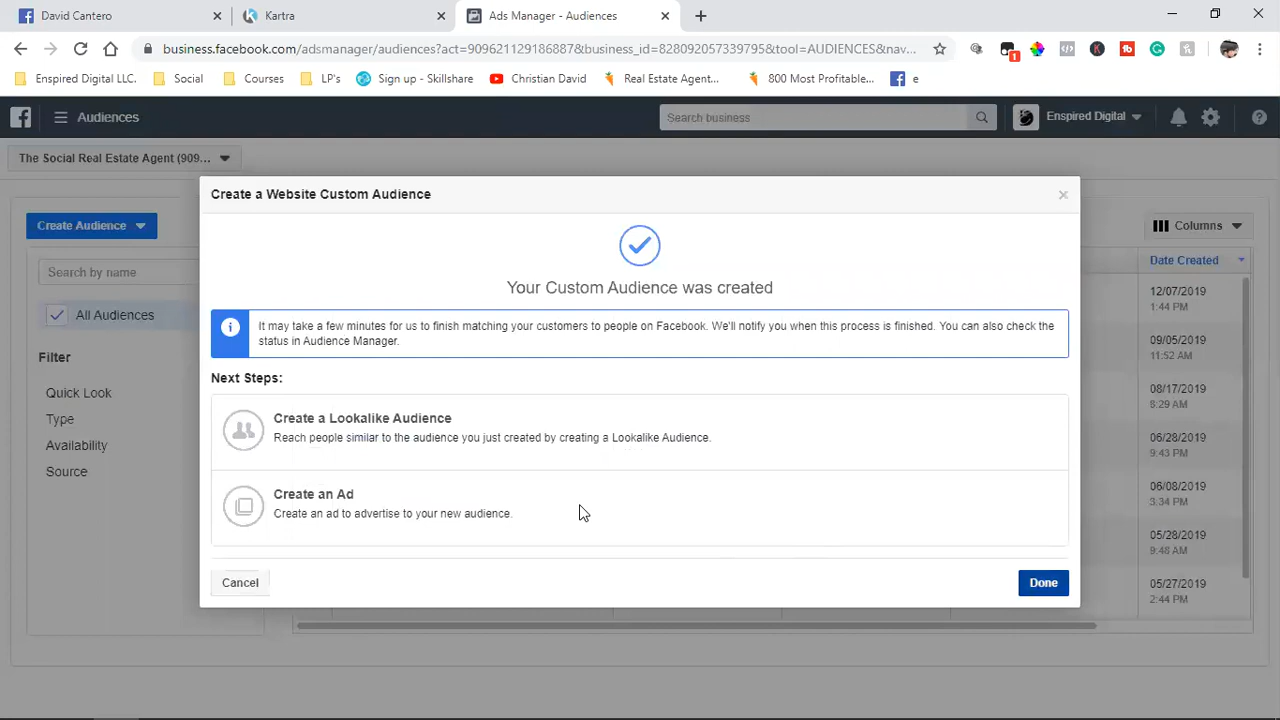 David Cantero
Kartra
Ads Manager - Audiences
business.facebook.com/adsmanager/audiences?act=909621129186887&business_id=828092057339795&tool=AUDIENCES&nav...
1
Enspired Digital LLC.
Social
Courses
LP's
Sign up - Skillshare
Christian David
Real Estate Agent...
800 Most Profitable...
e
Audiences
Search business
Enspired Digital
The Social Real Estate Agent (909...
Create a Website Custom Audience
Create Audience
Columns
Search by name
Date Created
Your Custom Audience was created
12/07/2019
1:44 PM
All Audiences
It may take a few minutes for us to finish matching your customers to people on Facebook. We'll notify you when this process is finished. You can also check the
status in Audience Manager.
09/05/2019
11:52 AM
Filter
Next Steps:
Quick Look
08/17/2019
8:29 AM
Type
Create a Lookalike Audience
Reach people similar to the audience you just created by creating a Lookalike Audience.
06/28/2019
9:43 PM
Availability
Source
Create an Ad
Create an ad to advertise to your new audience.
06/08/2019
3:34 PM
05/28/2019
9:46 AM
Cancel
Done
05/27/2019
2:44 PM